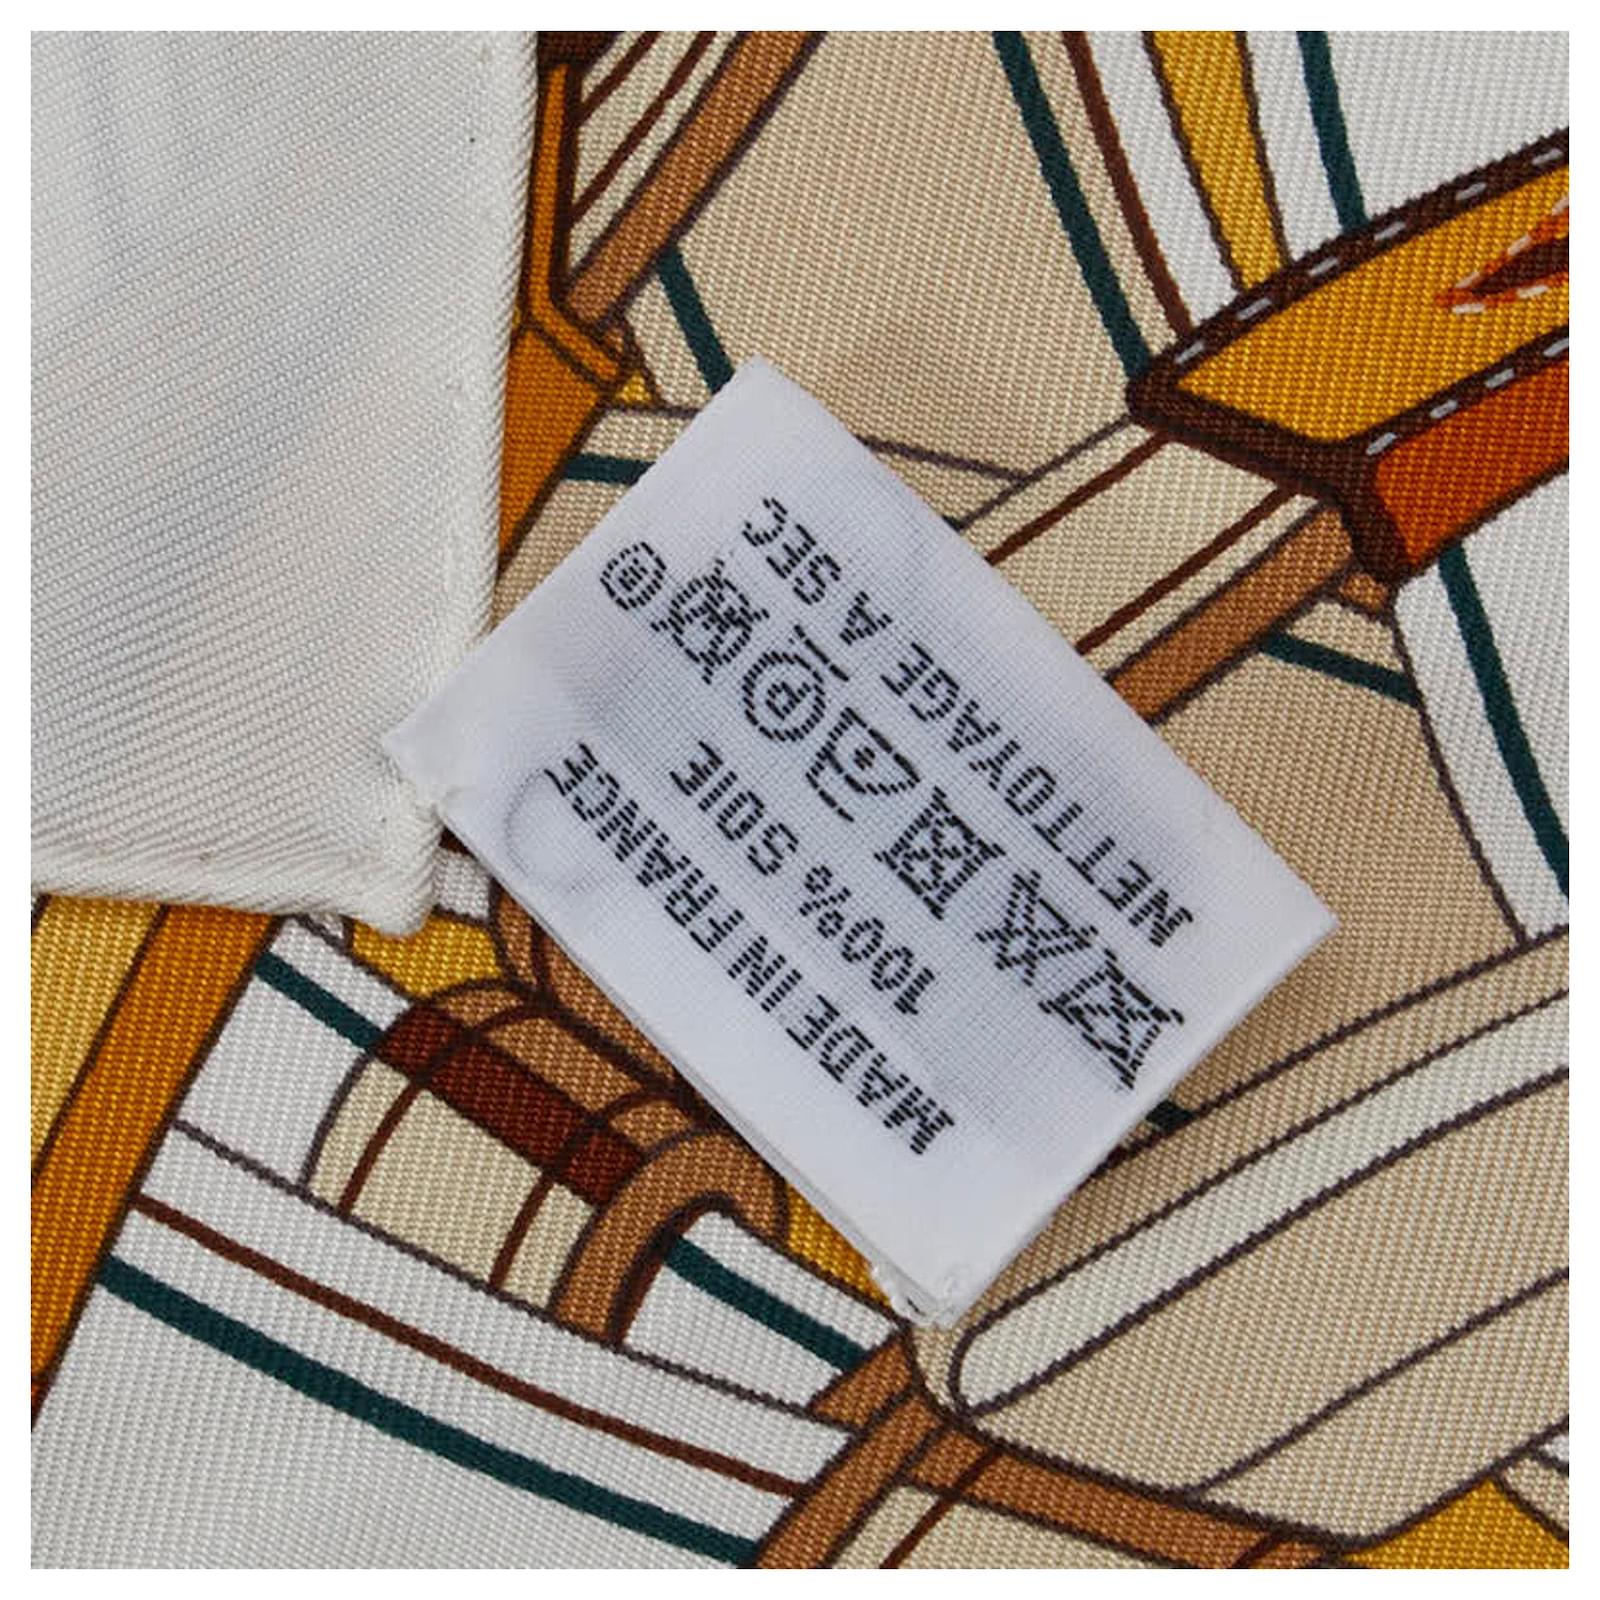 MADE IN FRANCE
100% SOIE
NETTOYAGE A SEC